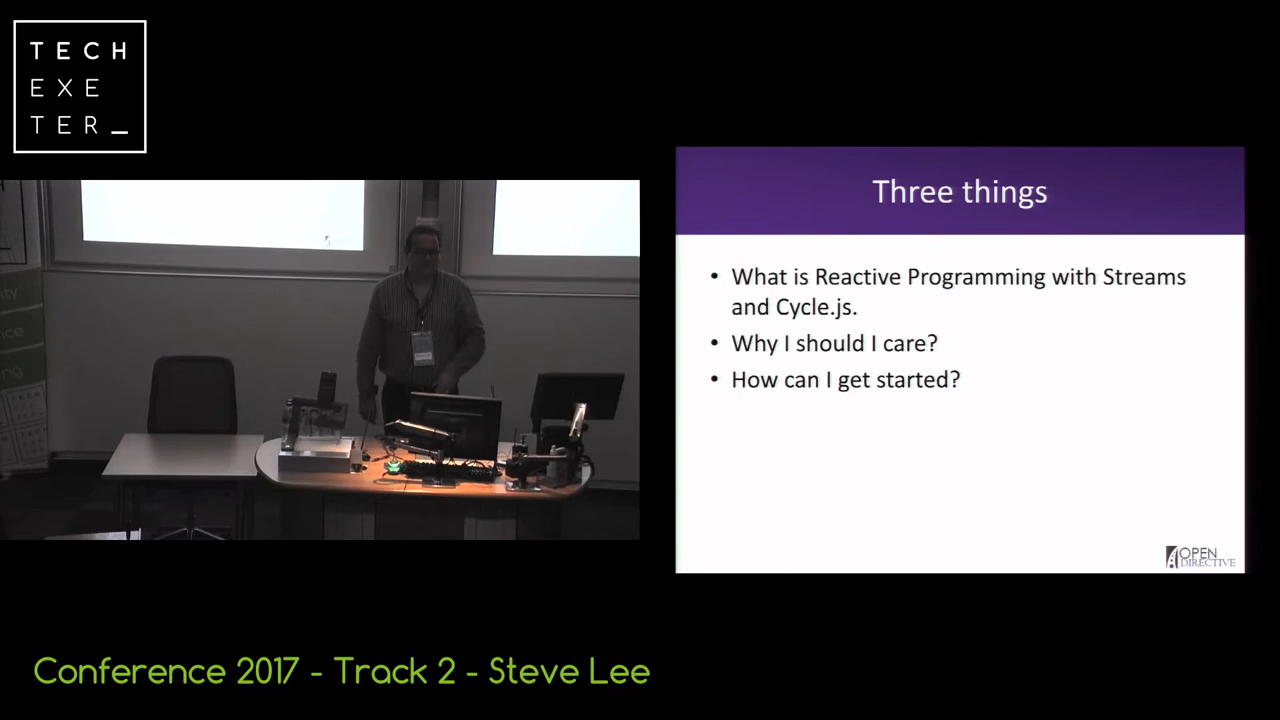 TECH
EXE
TER_
Three things
• What is Reactive Programming with Streams
and Cycle.js.
• Why I should I care?
• How can I get started?
OPEN
DIRECTIVE
Conference 2017 - Track 2 - Steve Lee